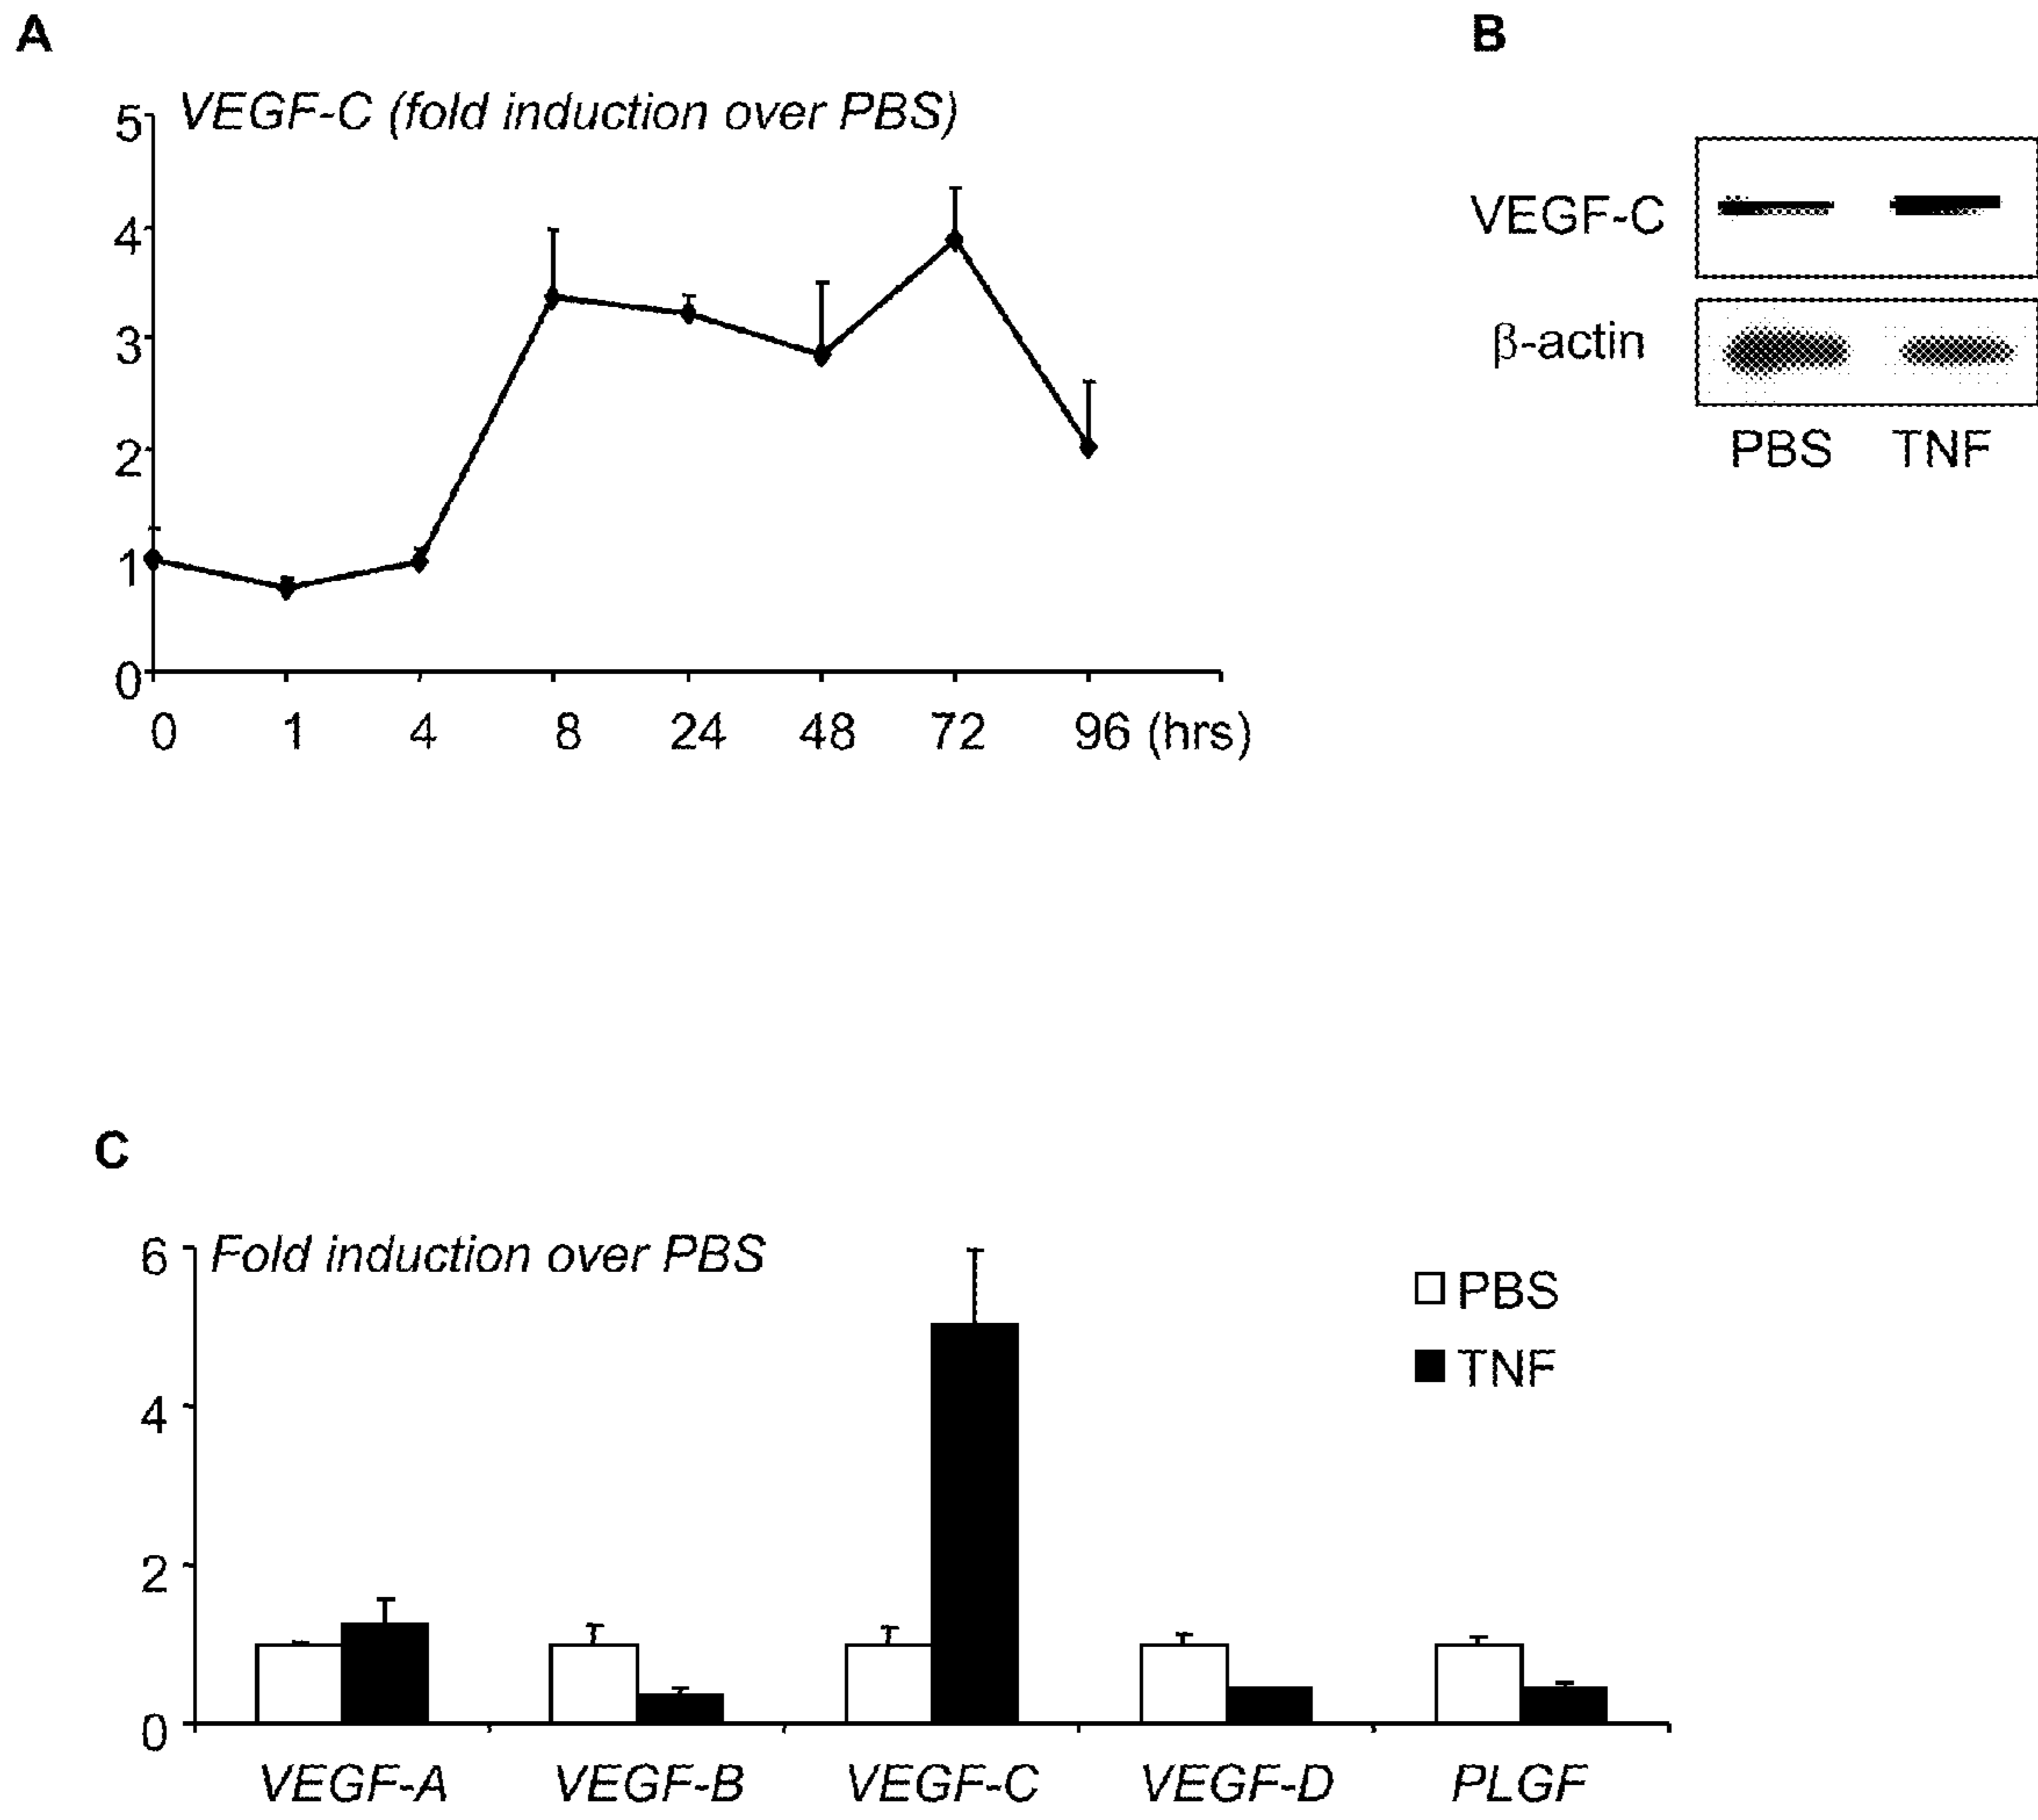 A
VEGF-C (fold induction over PBS)
5
4
3
2
1
0
0 1 4 8 24 48 72 96 (hrs)
B
VEGF-C
β-actin
PBS TNF
C
Fold induction over PBS
6
4
2
0
PBS
TNF
VEGF-A VEGF-B VEGF-C VEGF-D PLGF